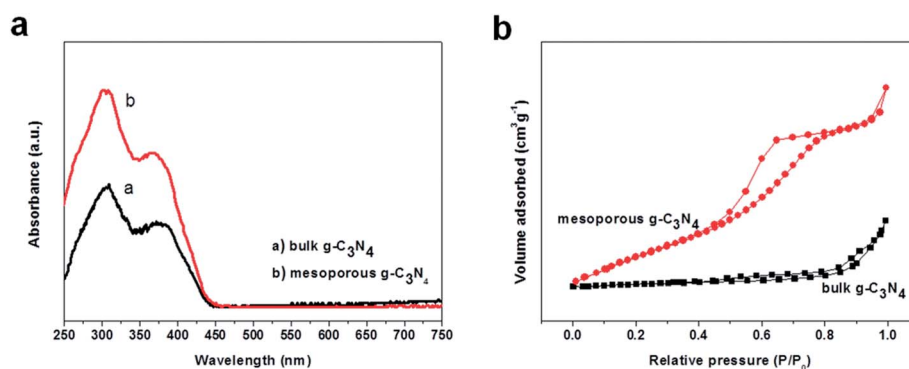 a
Absorbance (a.u.)
b
a
a) bulk g-C₃N₄
b) mesoporous g-C₃N₄
250 300 350 400 450 500 550 600 650 700 750
Wavelength (nm)
b
Volume adsorbed (cm³g⁻¹)
mesoporous g-C₃N₄
bulk g-C₃N₄
0.0 0.2 0.4 0.6 0.8 1.0
Relative pressure (P/P₀)